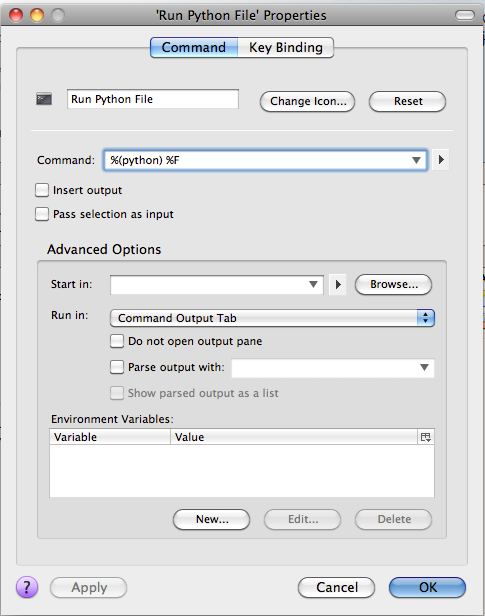 'Run Python File' Properties
Command Key Binding
Run Python File Change Icon... Reset
Command: %(python) %F
Insert output
Pass selection as input
Advanced Options
Start in: Browse...
Run in: Command Output Tab
Do not open output pane
Parse output with:
Show parsed output as a list
Environment Variables:
Variable Value
New... Edit... Delete
? Apply Cancel OK